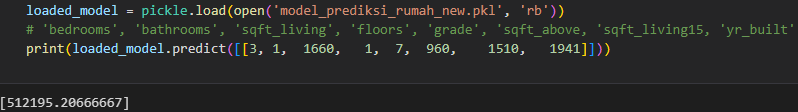 loaded_model = pickle.load(open('model_prediksi_rumah_new.pkl', 'rb'))
# 'bedrooms', 'bathrooms', 'sqft_living', 'floors', 'grade', 'sqft_above, 'sqft_living15, 'yr_built'
print(loaded_model.predict([[3, 1, 1660, 1, 7, 960, 1510, 1941]]))
[512195.20666667]